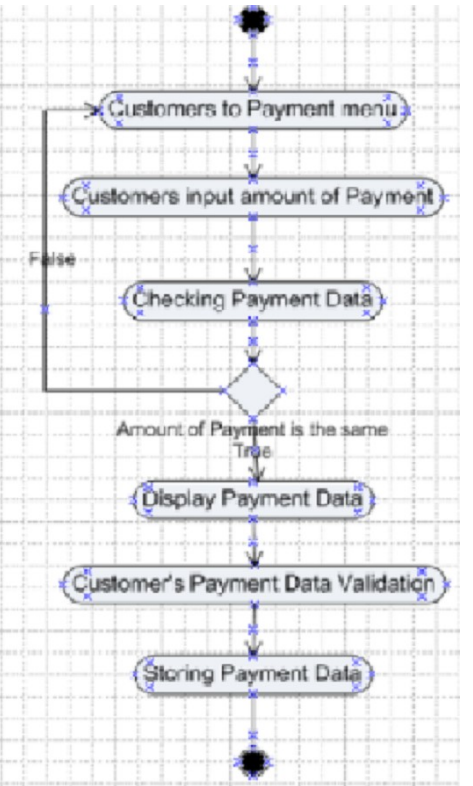 Customers to Payment menu
Customers input amount of Payment
False
Checking Payment Data
Amount of Payment is the same
True
Display Payment Data
Customer's Payment Data Validation
Storing Payment Data